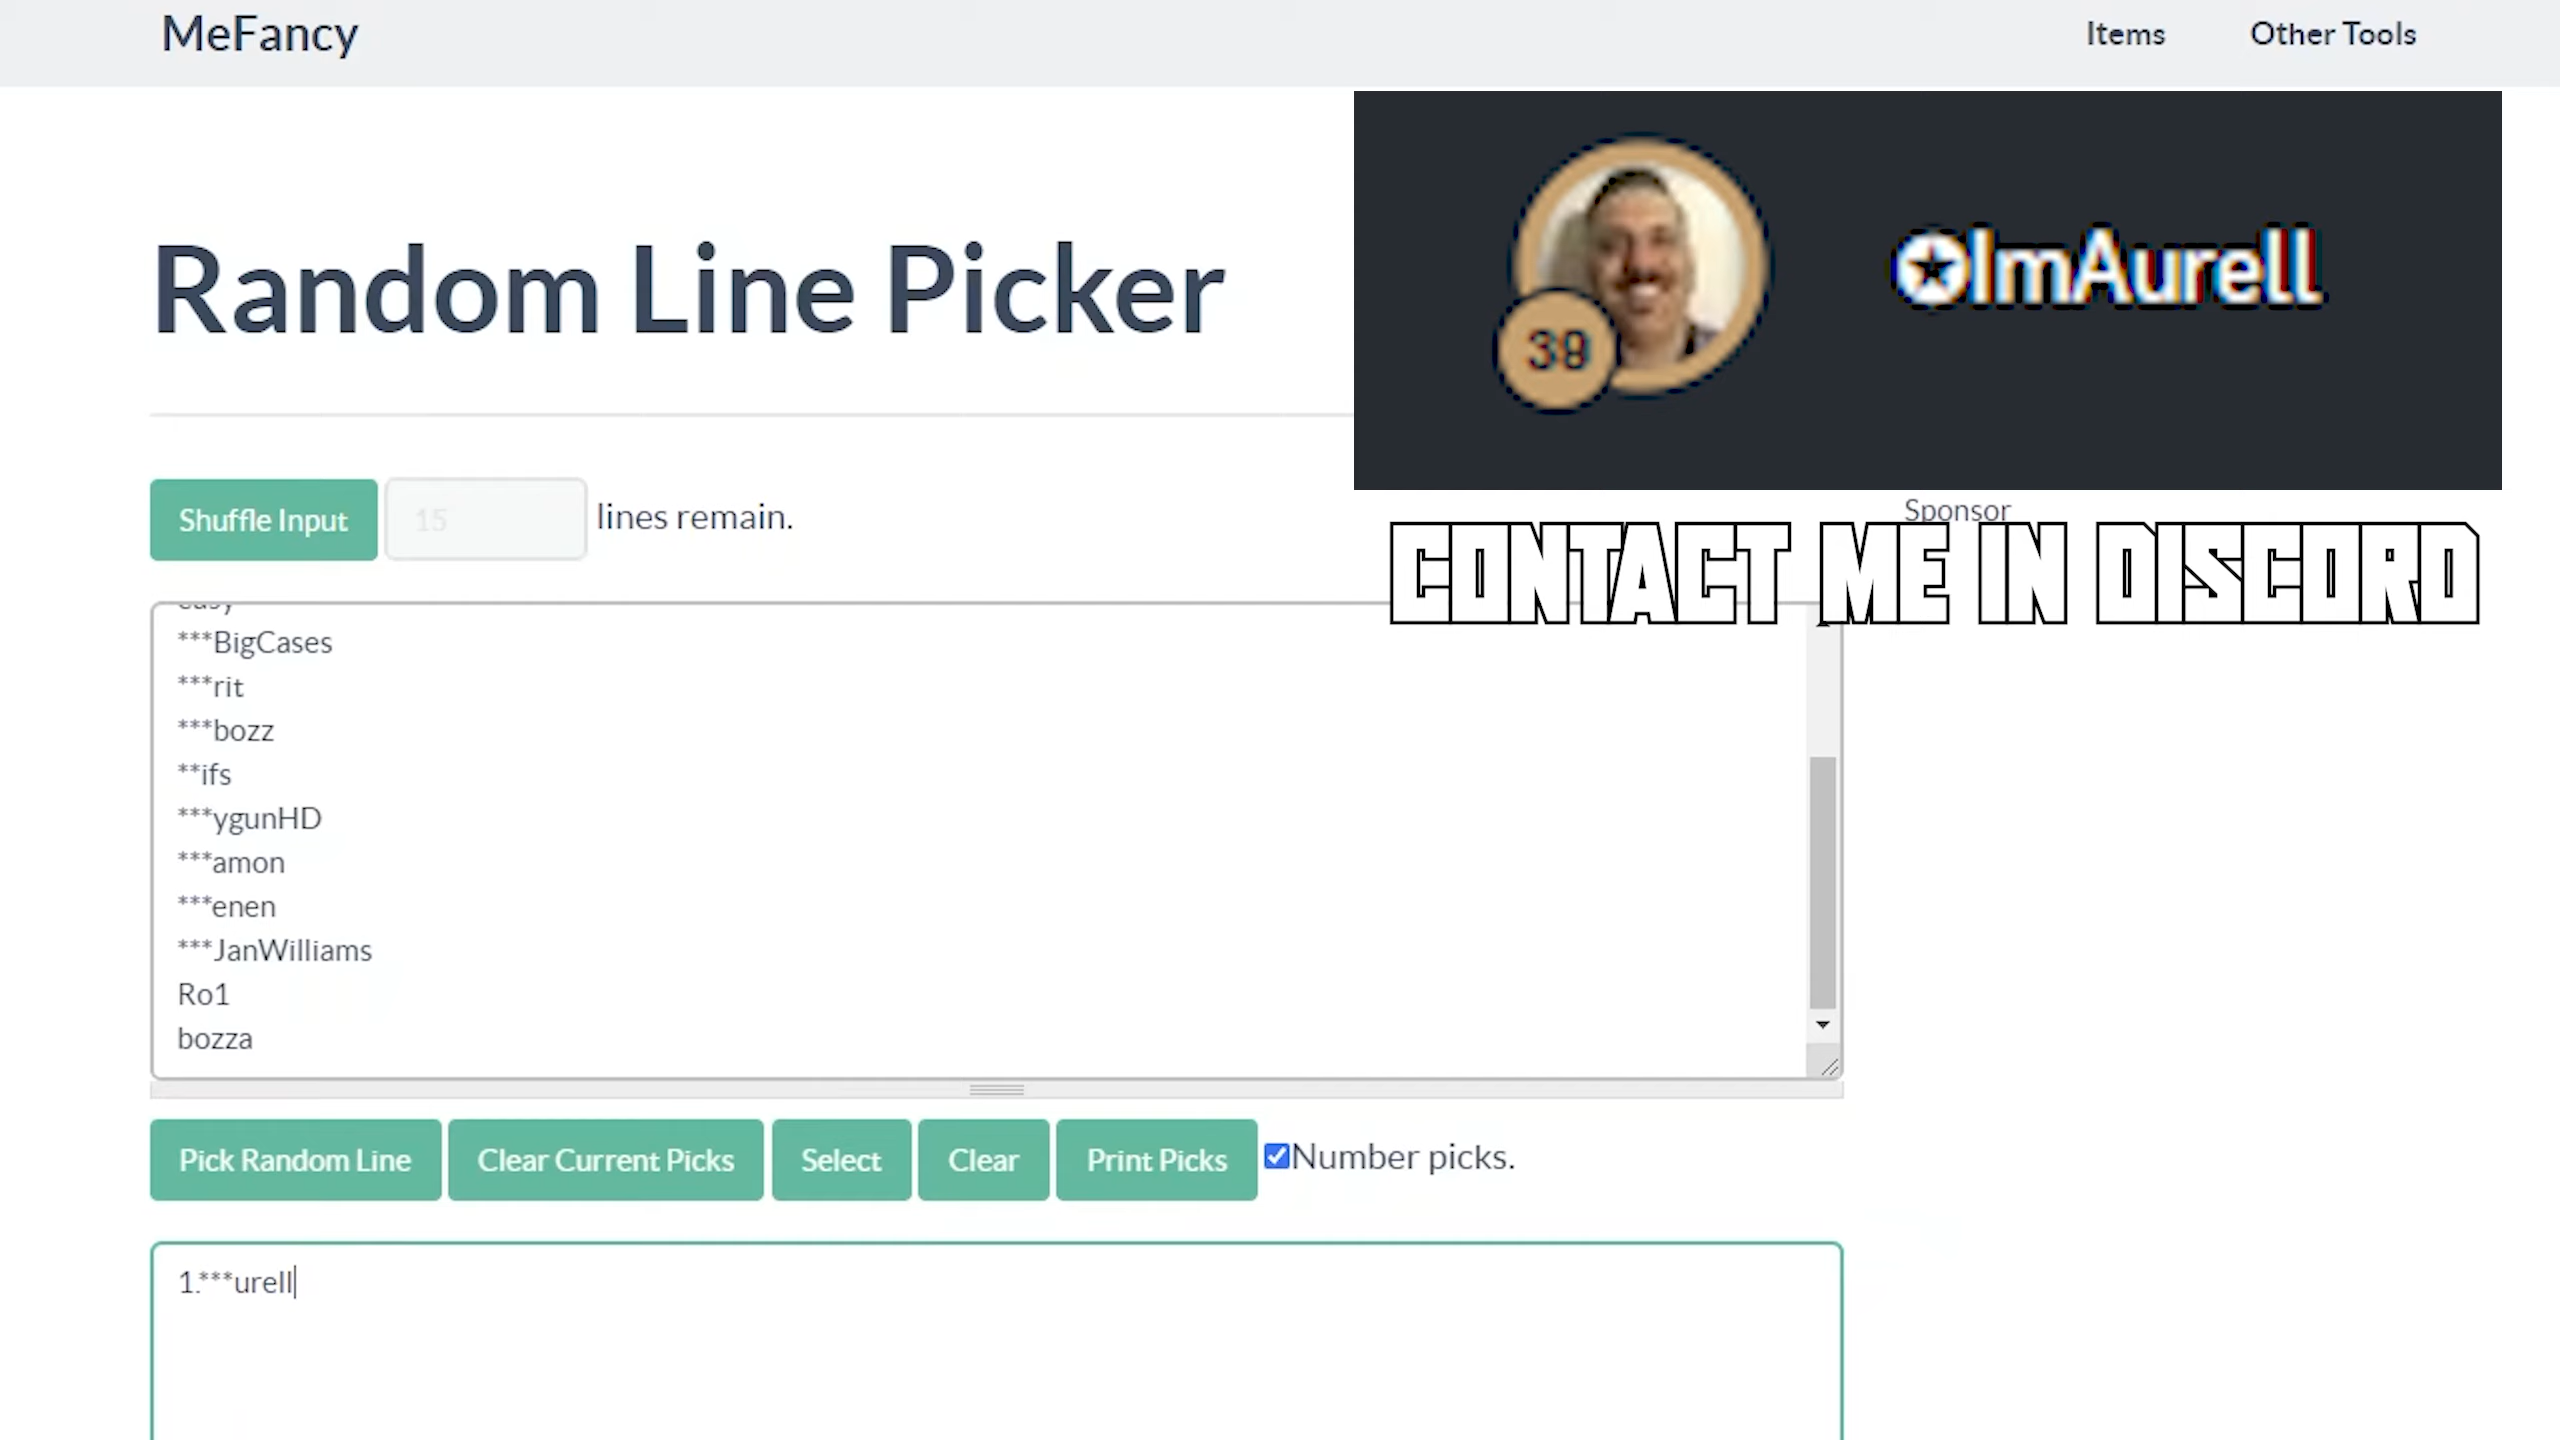 MeFancy
Items
Other Tools
Random Line Picker
38
ImAurell
Shuffle Input
15
lines remain.
Sponsor
CONTACT ME IN DISCORD
***BigCases
***rit
***bozz
**ifs
***ygunHD
***amon
***enen
***JanWilliams
Ro1
bozza
Pick Random Line
Clear Current Picks
Select
Clear
Print Picks
Number picks.
1.***urell